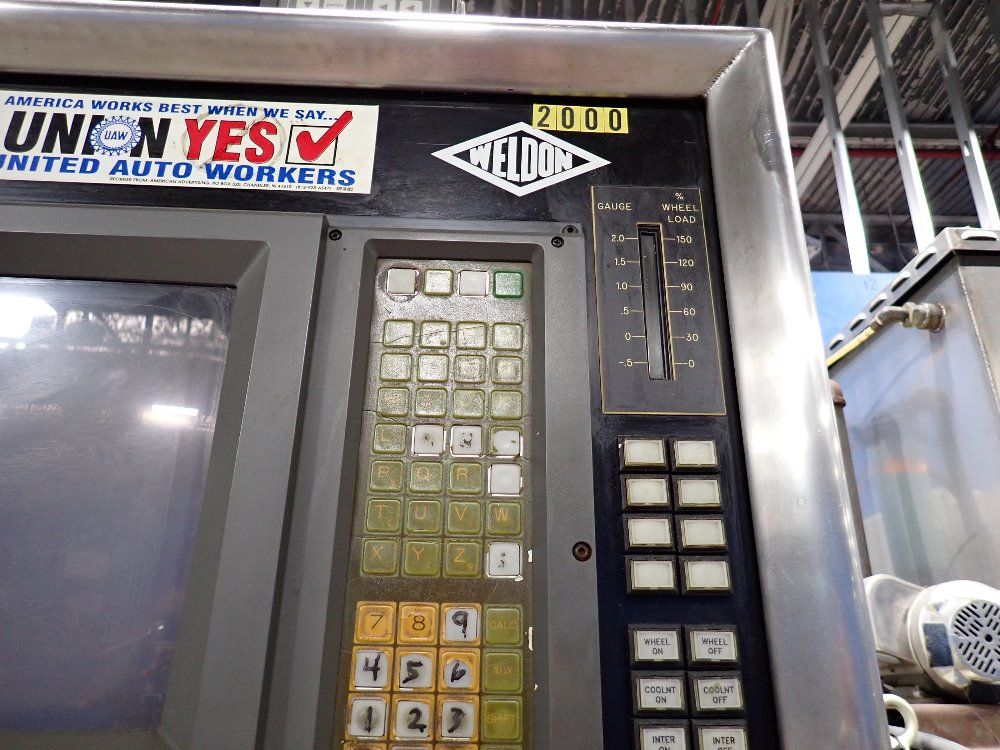 AMERICA WORKS BEST WHEN WE SAY...
UNION YES
UAW
UNITED AUTO WORKERS
2000
WELDON
GAUGE
% WHEEL LOAD
2.0 150
1.5 120
1.0 90
.5 60
0 30
-.5 0
L
P Q R
T U V W
X Y Z
7 8 9 CALC
4 5 6 AUX
1 2 3 SHIFT
WHEEL ON
WHEEL OFF
COOLNT ON
COOLNT OFF
INTER ON
INTER OFF